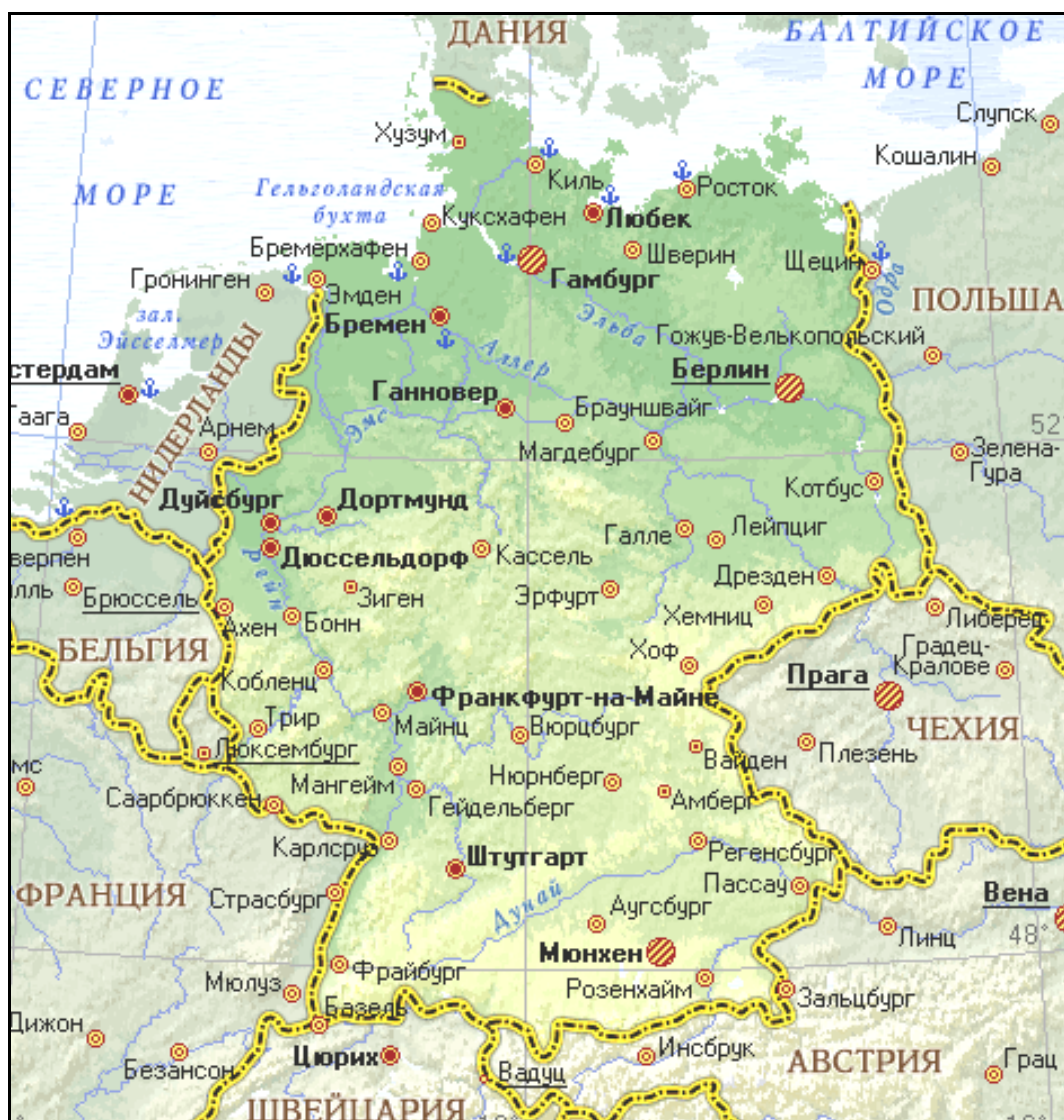 ДАНИЯ
БАЛТИЙСКОЕ
МОРЕ
СЕВЕРНОЕ
МОРЕ
Слупск
Хузум
Кошалин
Киль
Росток
Гельголандская
бухта
Куксхафен
Любек
Бремерхафен
Шверин
Щецин
Гронинген
Эмден
Гамбург
Одра
ПОЛЬША
зал.
Эйсселмер
Бремен
Эльба
Гожув-Велькопольский
Аллер
стердам
НИДЕРЛАНДЫ
Берлин
Ганновер
Гаага
Брауншвайг
Эмс
Арнем
Магдебург
52
Зелена-
Гура
Котбус
Дуйсбург
Дортмунд
Галле
Лейпциг
верпен
Дюссельдорф
Кассель
Рейн
Дрезден
лль
Брюссель
Зиген
Эрфурт
Хемниц
Ахен
Бонн
Либерец
БЕЛЬГИЯ
Хоф
Градец-
Кралове
Кобленц
Прага
Франкфурт-на-Майне
Майнц
Вюрцбург
ЧЕХИЯ
Трир
Люксембург
Вайден
Плезень
мс
Мангейм
Нюрнберг
Саарбрюккен
Гейдельберг
Амберг
Карлсруэ
Штутгарт
Регенсбург
ФРАНЦИЯ
Страсбург
Пассау
Дунай
Аугсбург
Вена
Линц
48°
Мюнхен
Фрайбург
Мюлуз
Розенхайм
Зальцбург
Базель
Дижон
Цюрих
Безансон
Инсбрук
АВСТРИЯ
Вадуц
Грац
ШВЕЙЦАРИЯ